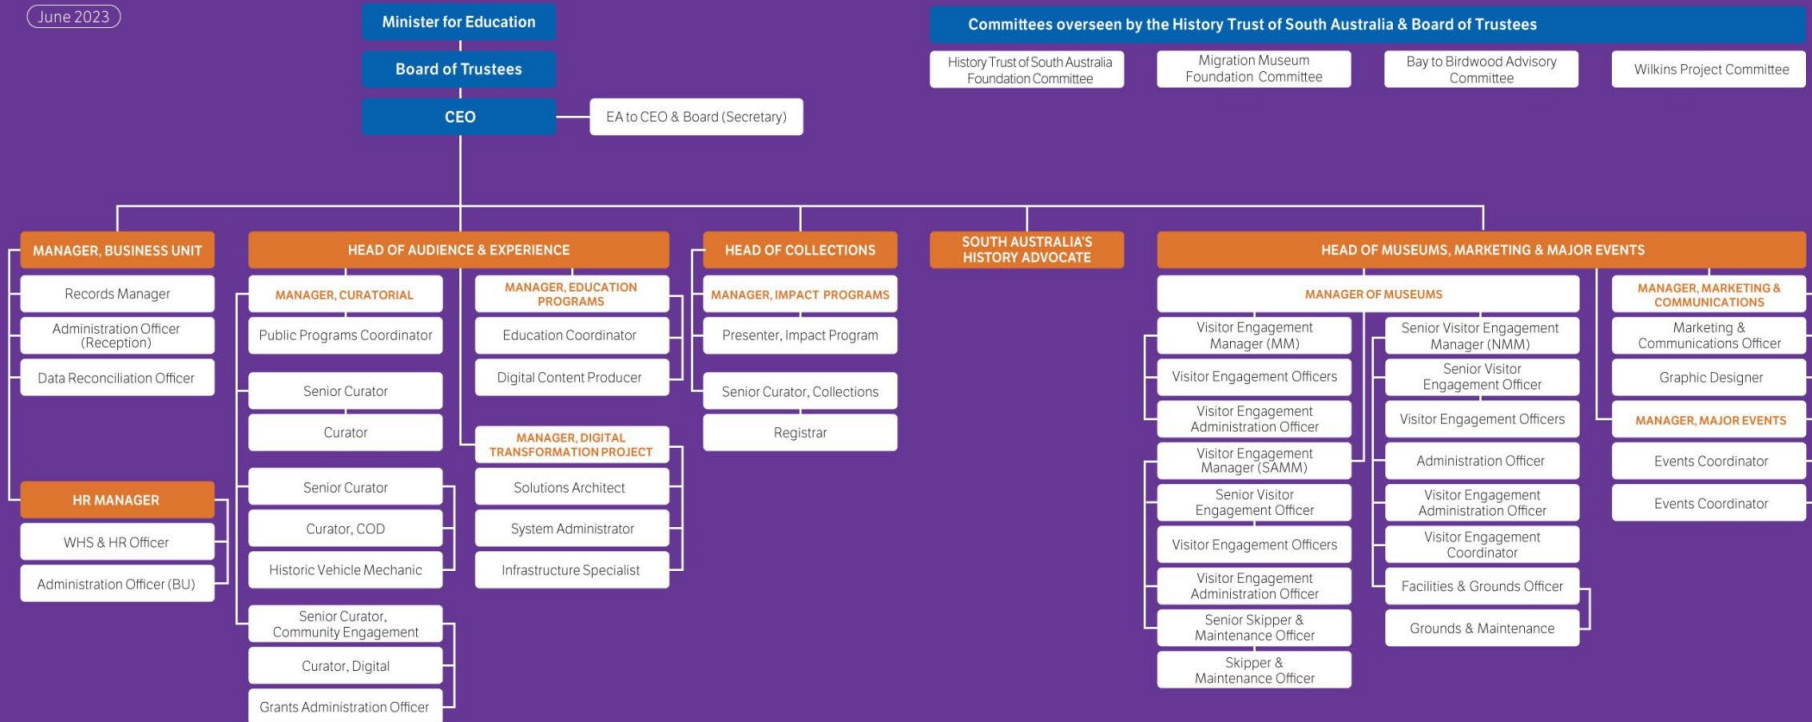 June 2023
Minister for Education
Board of Trustees
CEO
EA to CEO & Board (Secretary)
Committees overseen by the History Trust of South Australia & Board of Trustees
History Trust of South Australia
Foundation Committee
Migration Museum
Foundation Committee
Bay to Birdwood Advisory
Committee
Wilkins Project Committee
MANAGER, BUSINESS UNIT
Records Manager
Administration Officer
(Reception)
Data Reconciliation Officer
HR MANAGER
WHS & HR Officer
Administration Officer (BU)
HEAD OF AUDIENCE & EXPERIENCE
MANAGER, CURATORIAL
Public Programs Coordinator
Senior Curator
Curator
Senior Curator
Curator, COD
Historic Vehicle Mechanic
Senior Curator,
Community Engagement
Curator, Digital
Grants Administration Officer
MANAGER, EDUCATION
PROGRAMS
Education Coordinator
Digital Content Producer
MANAGER, DIGITAL
TRANSFORMATION PROJECT
Solutions Architect
System Administrator
Infrastructure Specialist
HEAD OF COLLECTIONS
MANAGER, IMPACT PROGRAMS
Presenter, Impact Program
Senior Curator, Collections
Registrar
SOUTH AUSTRALIA'S
HISTORY ADVOCATE
HEAD OF MUSEUMS, MARKETING & MAJOR EVENTS
MANAGER OF MUSEUMS
Visitor Engagement
Manager (MM)
Visitor Engagement Officers
Visitor Engagement
Administration Officer
Visitor Engagement
Manager (SAMM)
Senior Visitor
Engagement Officer
Visitor Engagement Officers
Visitor Engagement
Administration Officer
Senior Skipper &
Maintenance Officer
Skipper &
Maintenance Officer
Senior Visitor Engagement
Manager (NMM)
Senior Visitor
Engagement Officer
Visitor Engagement Officers
Administration Officer
Visitor Engagement
Administration Officer
Visitor Engagement
Coordinator
Facilities & Grounds Officer
Grounds & Maintenance
MANAGER, MARKETING &
COMMUNICATIONS
Marketing &
Communications Officer
Graphic Designer
MANAGER, MAJOR EVENTS
Events Coordinator
Events Coordinator